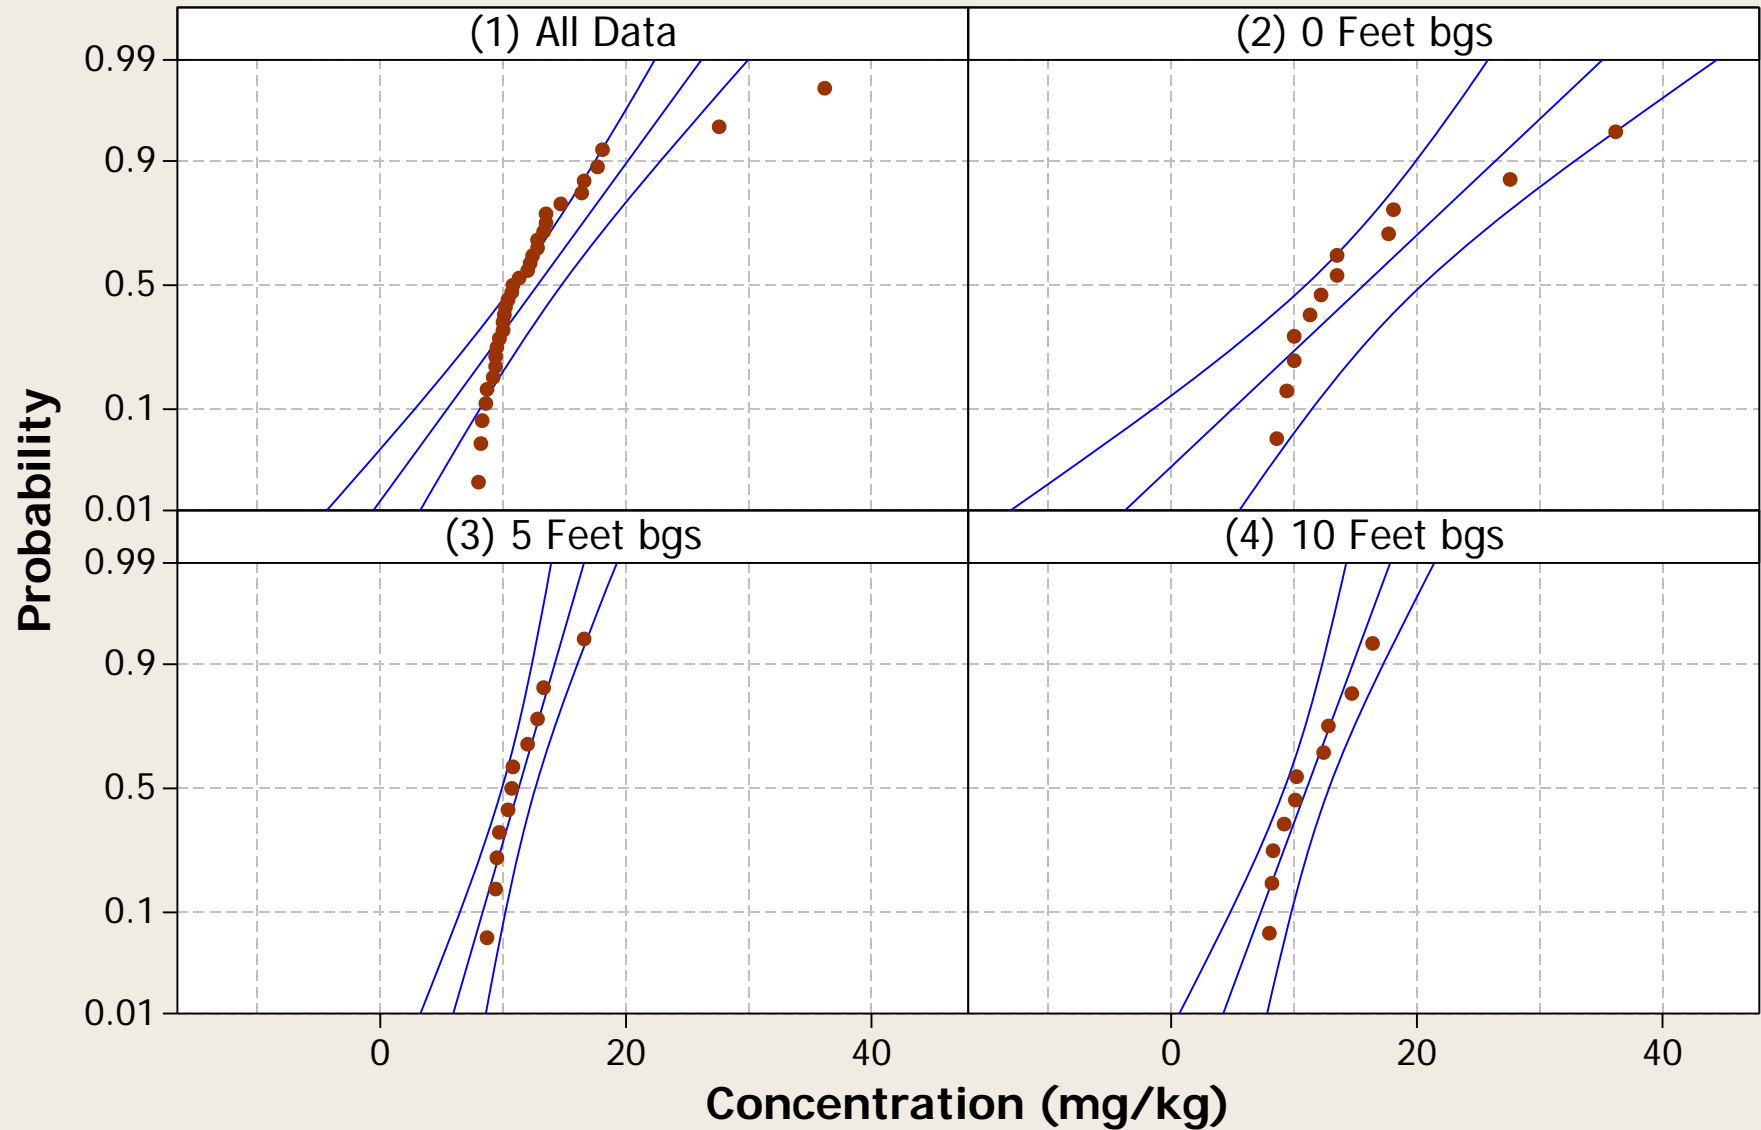 (1) All Data
(2) 0 Feet bgs
0.99
0.9
0.5
0.1
0.01
(3) 5 Feet bgs
(4) 10 Feet bgs
0.99
0.9
0.5
0.1
0.01
Probability
0
20
40
0
20
40
Concentration (mg/kg)